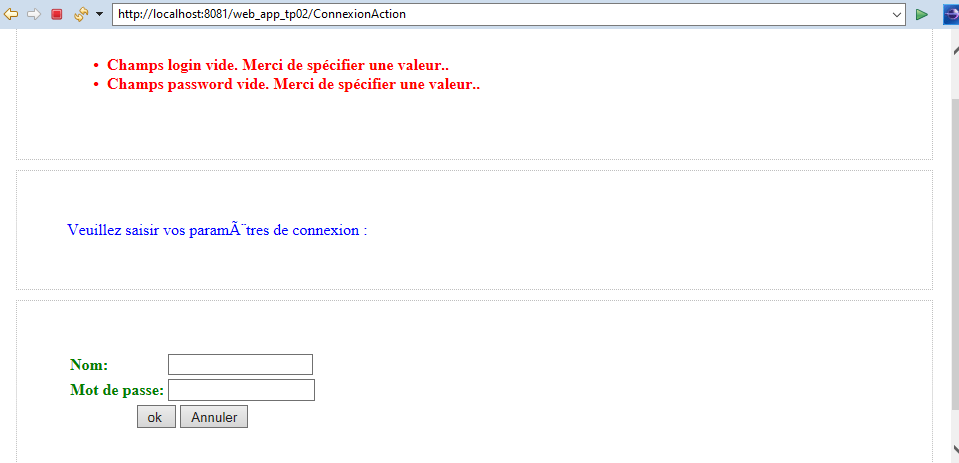 http://localhost:8081/web_app_tp02/ConnexionAction
• Champs login vide. Merci de spécifier une valeur..
• Champs password vide. Merci de spécifier une valeur..
Veuillez saisir vos paramÃ¨tres de connexion :
Nom:
Mot de passe:
ok Annuler